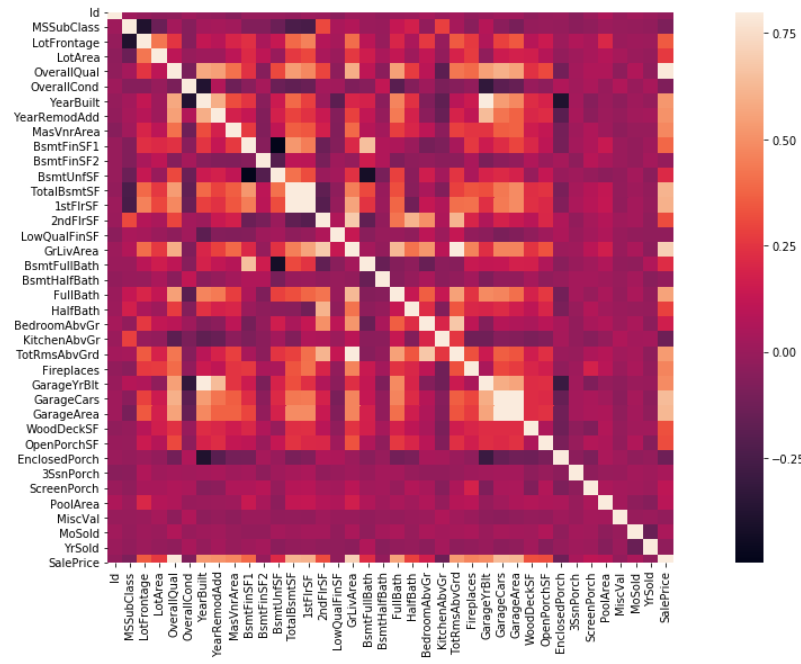 Id
MSSubClass
LotFrontage
LotArea
OverallQual
OverallCond
YearBuilt
YearRemodAdd
MasVnrArea
BsmtFinSF1
BsmtFinSF2
BsmtUnfSF
TotalBsmtSF
1stFlrSF
2ndFlrSF
LowQualFinSF
GrLivArea
BsmtFullBath
BsmtHalfBath
FullBath
HalfBath
BedroomAbvGr
KitchenAbvGr
TotRmsAbvGrd
Fireplaces
GarageYrBlt
GarageCars
GarageArea
WoodDeckSF
OpenPorchSF
EnclosedPorch
3SsnPorch
ScreenPorch
PoolArea
MiscVal
MoSold
YrSold
SalePrice
Id
MSSubClass
LotFrontage
LotArea
OverallQual
OverallCond
YearBuilt
YearRemodAdd
MasVnrArea
BsmtFinSF1
BsmtFinSF2
BsmtUnfSF
TotalBsmtSF
1stFlrSF
2ndFlrSF
LowQualFinSF
GrLivArea
BsmtFullBath
BsmtHalfBath
FullBath
HalfBath
BedroomAbvGr
KitchenAbvGr
TotRmsAbvGrd
Fireplaces
GarageYrBlt
GarageCars
GarageArea
WoodDeckSF
OpenPorchSF
EnclosedPorch
3SsnPorch
ScreenPorch
PoolArea
MiscVal
MoSold
YrSold
SalePrice
0.75
0.50
0.25
0.00
−0.25